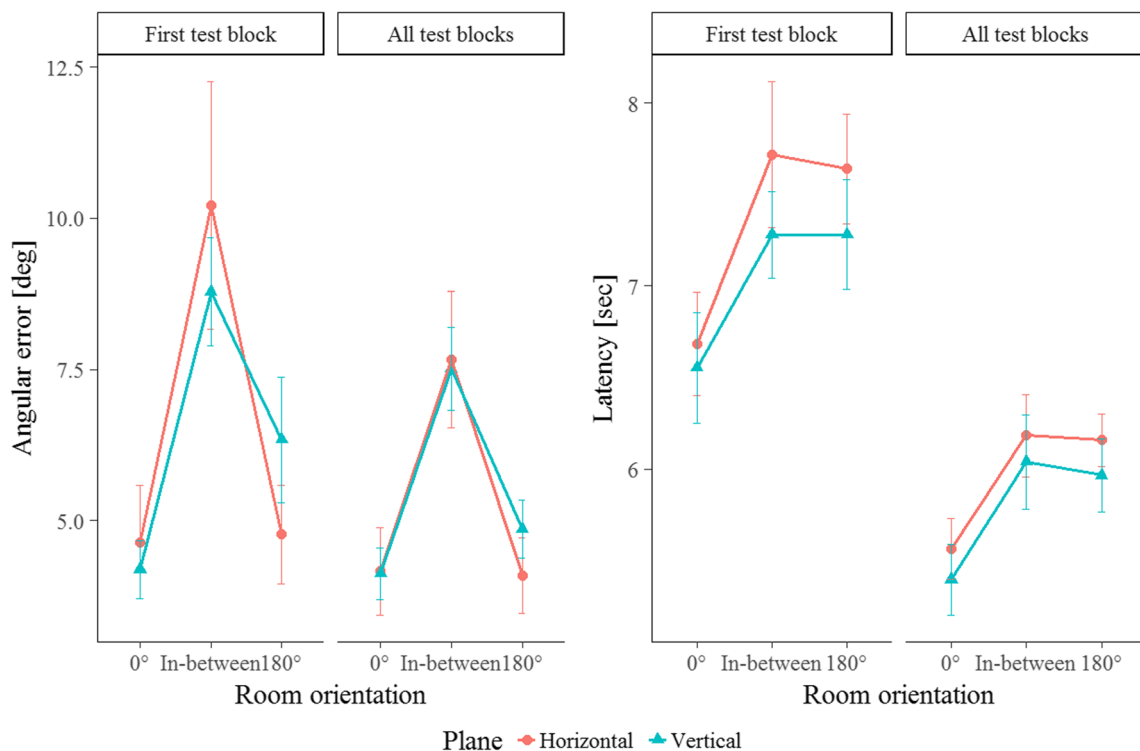 First test block
All test blocks
First test block
All test blocks
12.5
10.0
7.5
5.0
Angular error [deg]
8
7
6
Latency [sec]
0° In-between 180°
0° In-between 180°
0° In-between 180°
0° In-between 180°
Room orientation
Room orientation
Plane Horizontal Vertical